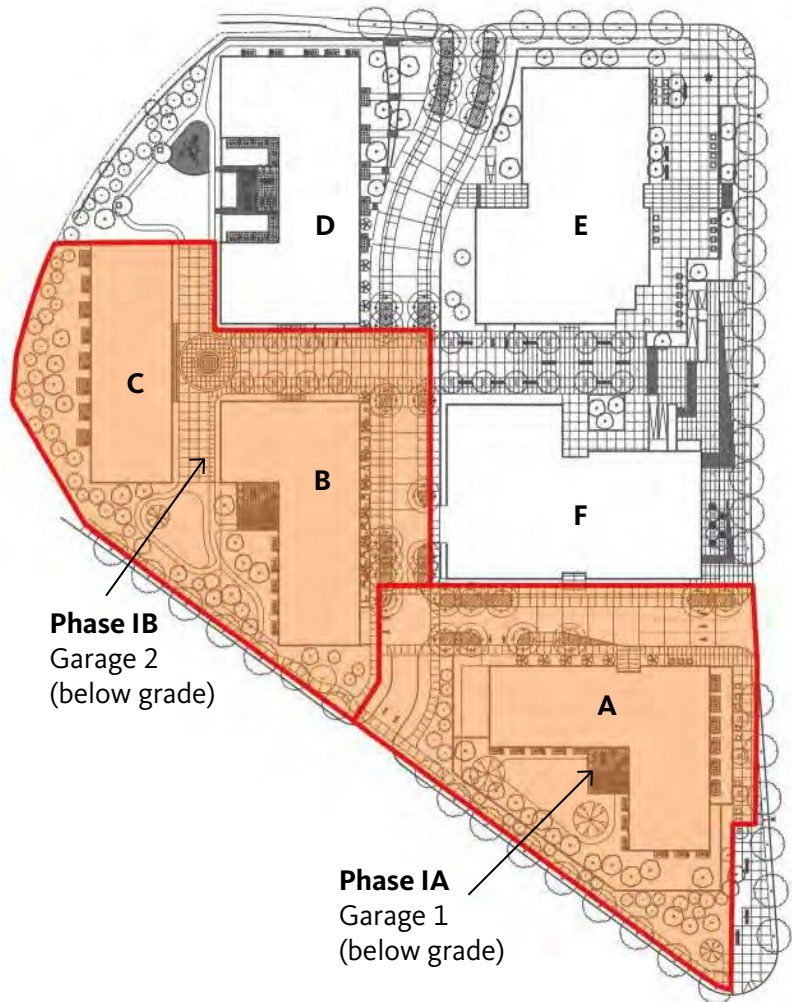 D
E
C
B
F
Phase IB
Garage 2
(below grade)
A
Phase IA
Garage 1
(below grade)